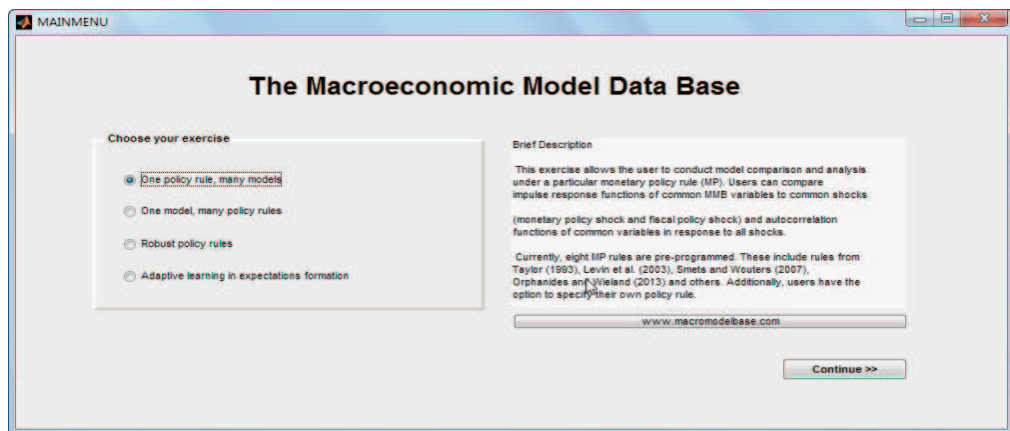 MAINMENU
The Macroeconomic Model Data Base
Choose your exercise
One policy rule, many models
One model, many policy rules
Robust policy rules
Adaptive learning in expectations formation
Brief Description
This exercise allows the user to conduct model comparison and analysis
under a particular monetary policy rule (MP). Users can compare
impulse response functions of common MMB variables to common shocks
(monetary policy shock and fiscal policy shock) and autocorrelation
functions of common variables in response to all shocks.
Currently, eight MP rules are pre-programmed. These include rules from
Taylor (1993), Levin et al. (2003), Smets and Wouters (2007),
Orphanides and Wieland (2013) and others. Additionally, users have the
option to specify their own policy rule.
www.macromodelbase.com
Continue >>